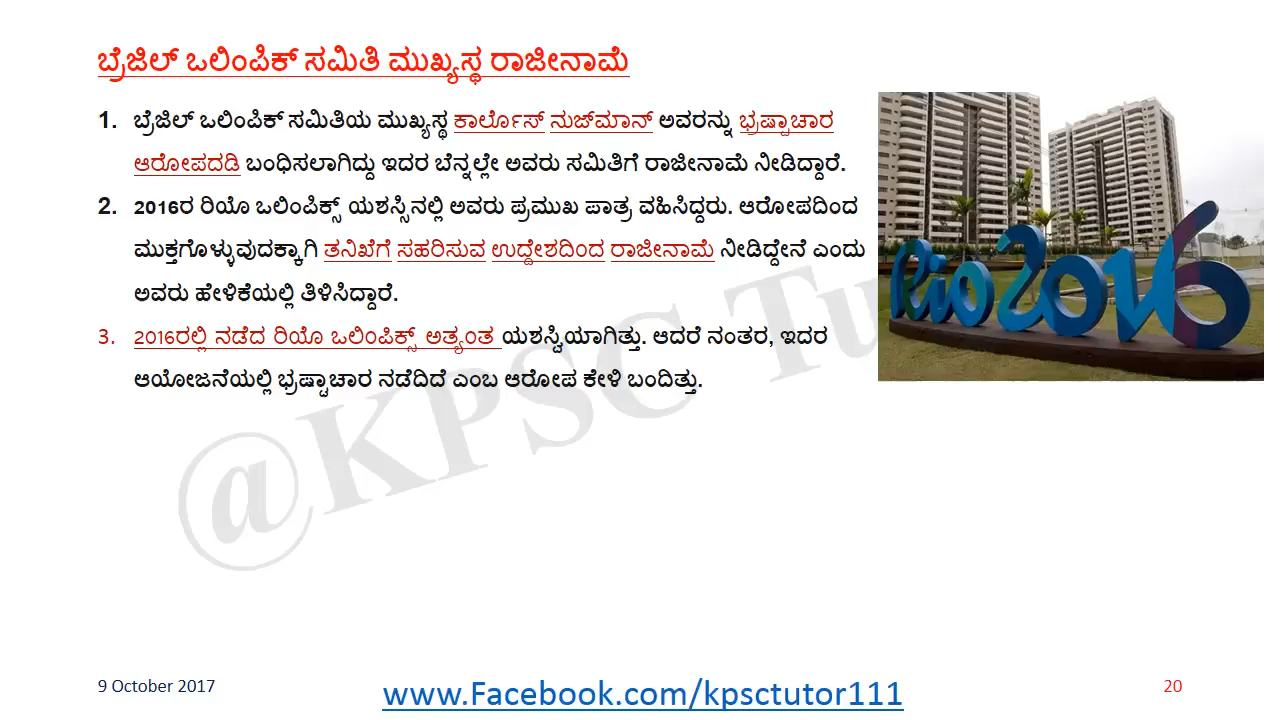 ಬ್ರೆಜಿಲ್ ಒಲಿಂಪಿಕ್ ಸಮಿತಿ ಮುಖ್ಯಸ್ಥ ರಾಜೀನಾಮೆ
1. ಬ್ರೆಜಿಲ್ ಒಲಿಂಪಿಕ್ ಸಮಿತಿಯ ಮುಖ್ಯಸ್ಥ ಕಾರ್ಲೊಸ್ ನುಜ್‌ಮಾನ್ ಅವರನ್ನು ಭ್ರಷ್ಟಾಚಾರ
ಆರೋಪದಡಿ ಬಂಧಿಸಲಾಗಿದ್ದು ಇದರ ಬೆನ್ನಲ್ಲೇ ಅವರು ಸಮಿತಿಗೆ ರಾಜೀನಾಮೆ ನೀಡಿದ್ದಾರೆ.
2. 2016ರ ರಿಯೊ ಒಲಿಂಪಿಕ್ಸ್ ಯಶಸ್ಸಿನಲ್ಲಿ ಅವರು ಪ್ರಮುಖ ಪಾತ್ರ ವಹಿಸಿದ್ದರು. ಆರೋಪದಿಂದ
ಮುಕ್ತಗೊಳ್ಳುವುದಕ್ಕಾಗಿ ತನಿಖೆಗೆ ಸಹರಿಸುವ ಉದ್ದೇಶದಿಂದ ರಾಜೀನಾಮೆ ನೀಡಿದ್ದೇನೆ ಎಂದು
ಅವರು ಹೇಳಿಕೆಯಲ್ಲಿ ತಿಳಿಸಿದ್ದಾರೆ.
3. 2016ರಲ್ಲಿ ನಡೆದ ರಿಯೊ ಒಲಿಂಪಿಕ್ಸ್ ಅತ್ಯಂತ ಯಶಸ್ವಿಯಾಗಿತ್ತು. ಆದರೆ ನಂತರ, ಇದರ
ಆಯೋಜನೆಯಲ್ಲಿ ಭ್ರಷ್ಟಾಚಾರ ನಡೆದಿದೆ ಎಂಬ ಆರೋಪ ಕೇಳಿ ಬಂದಿತ್ತು.
Rio2016
@KPSC Tu
9 October 2017
www.Facebook.com/kpsctutor111
20